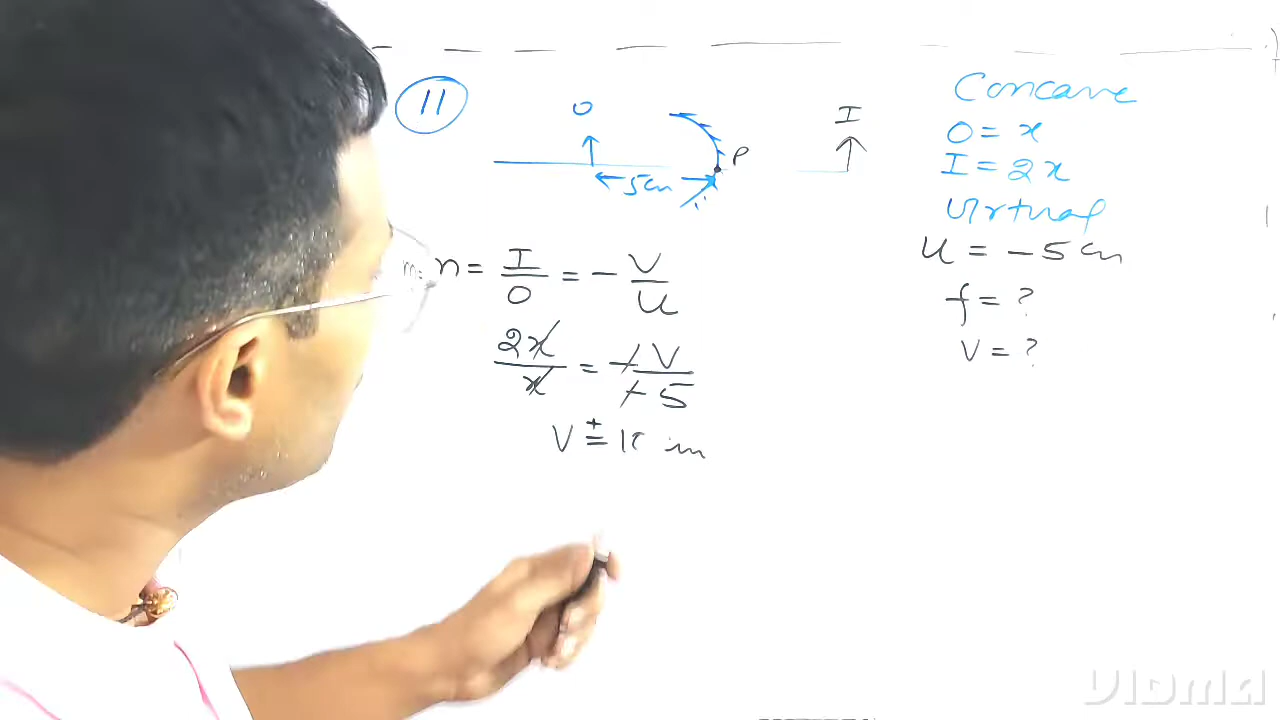 11
O
I
P
5cm
Concave
O = x
I = 2x
Virtual
u = -5 cm
f = ?
v = ?
m = I/O = - V/u
2x/x = -V/-5
V = + 10 cm